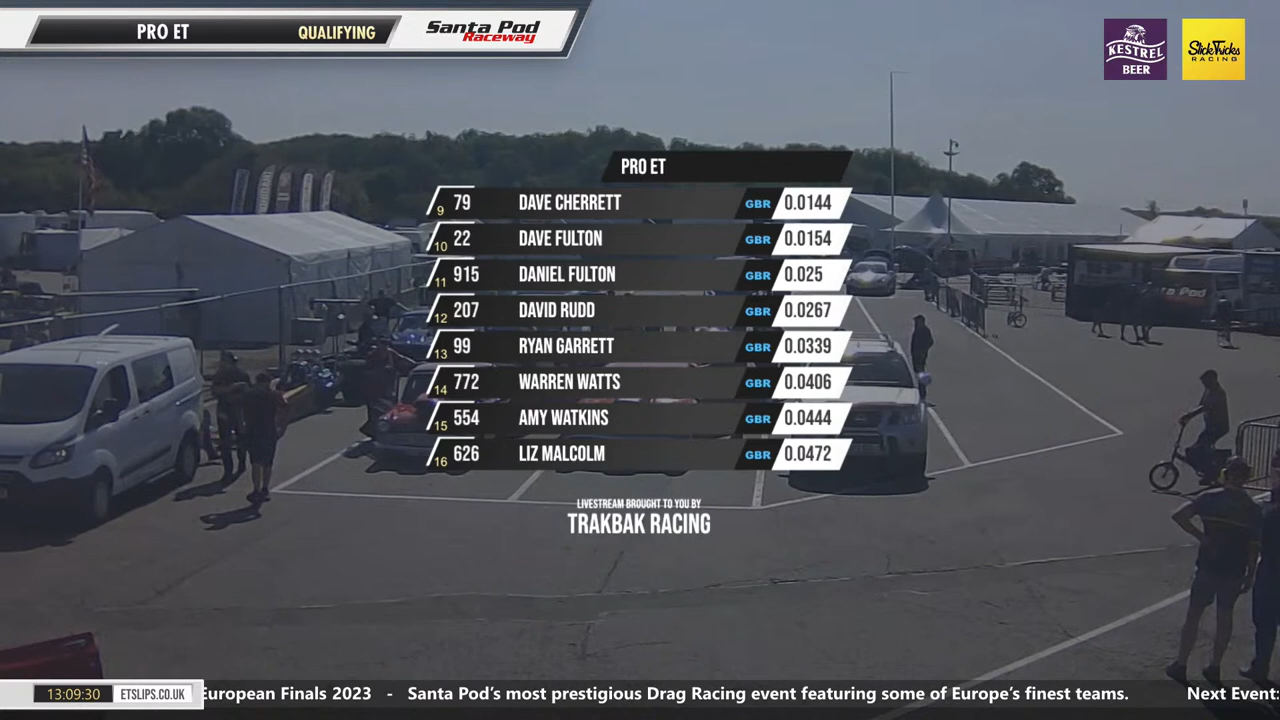 PRO ET QUALIFYING Santa Pod Raceway
KESTREL BEER
SlickTricks RACING
PRO ET
9 79 DAVE CHERRETT GBR 0.0144
10 22 DAVE FULTON GBR 0.0154
11 915 DANIEL FULTON GBR 0.025
12 207 DAVID RUDD GBR 0.0267
13 99 RYAN GARRETT GBR 0.0339
14 772 WARREN WATTS GBR 0.0406
15 554 AMY WATKINS GBR 0.0444
16 626 LIZ MALCOLM GBR 0.0472
LIVESTREAM BROUGHT TO YOU BY
TRAKBAK RACING
13:09:30 ETSLIPS.CO.UK European Finals 2023 - Santa Pod's most prestigious Drag Racing event featuring some of Europe's finest teams. Next Event: